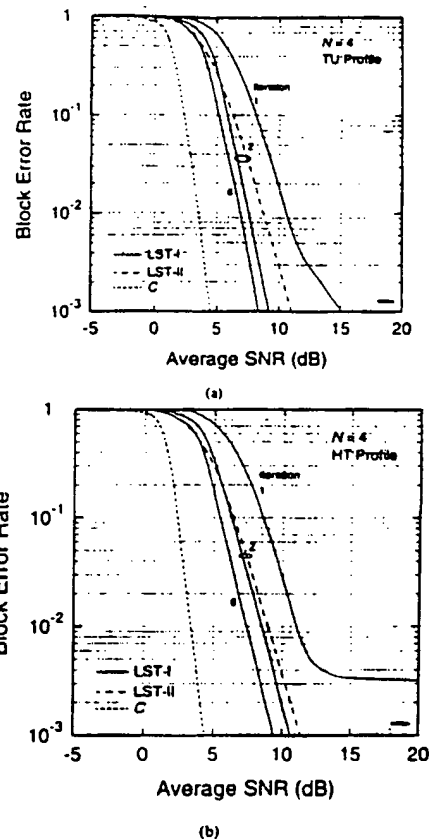 1
N = 4
TU Profile
Iteration
10-1
2
Block Error Rate
6
10-2
LST-I
LST-II
C
10-3
-5 0 5 10 15 20
Average SNR (dB)
(a)
1
N = 4
HT Profile
Iteration
10-1
2
Block Error Rate
6
10-2
LST-I
LST-II
C
10-3
-5 0 5 10 15 20
Average SNR (dB)
(b)